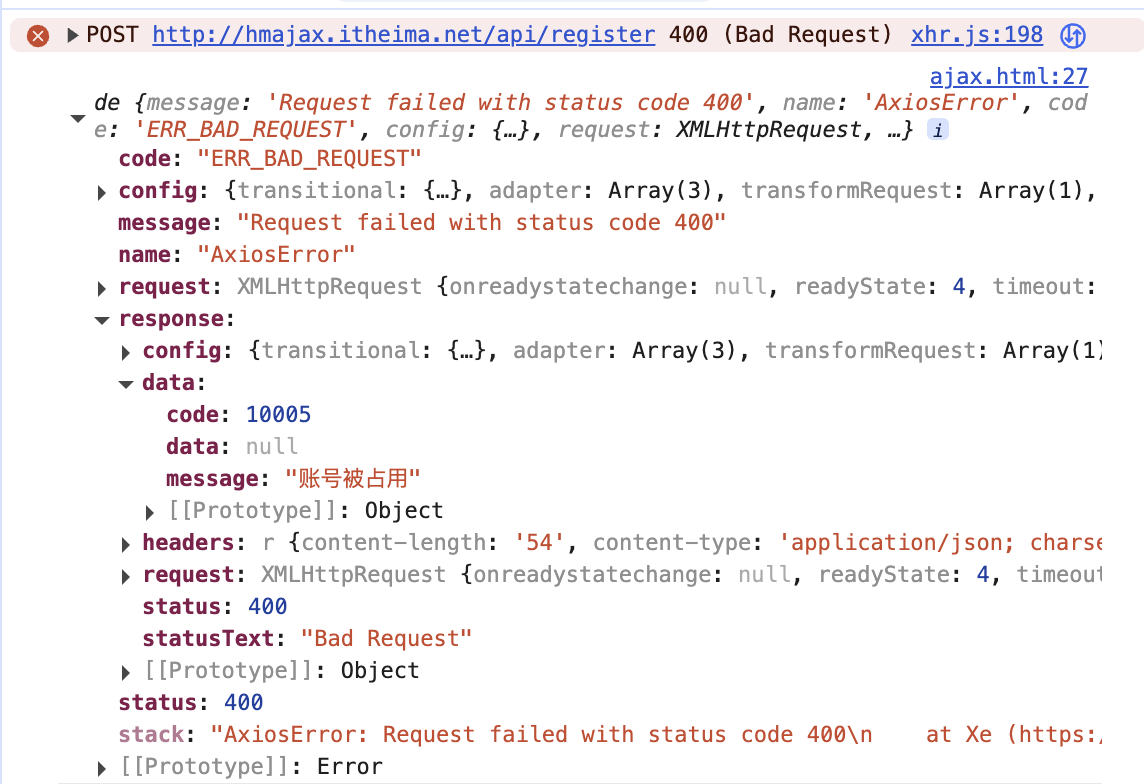 POST http://hmajax.itheima.net/api/register 400 (Bad Request) xhr.js:198
ajax.html:27
de {message: 'Request failed with status code 400', name: 'AxiosError', cod
e: 'ERR_BAD_REQUEST', config: {…}, request: XMLHttpRequest, …} i
code: "ERR_BAD_REQUEST"
config: {transitional: {…}, adapter: Array(3), transformRequest: Array(1),
message: "Request failed with status code 400"
name: "AxiosError"
request: XMLHttpRequest {onreadystatechange: null, readyState: 4, timeout:
response:
config: {transitional: {…}, adapter: Array(3), transformRequest: Array(1)
data:
code: 10005
data: null
message: "账号被占用"
[[Prototype]]: Object
headers: r {content-length: '54', content-type: 'application/json; charse
request: XMLHttpRequest {onreadystatechange: null, readyState: 4, timeout
status: 400
statusText: "Bad Request"
[[Prototype]]: Object
status: 400
stack: "AxiosError: Request failed with status code 400\n    at Xe (https:/
[[Prototype]]: Error